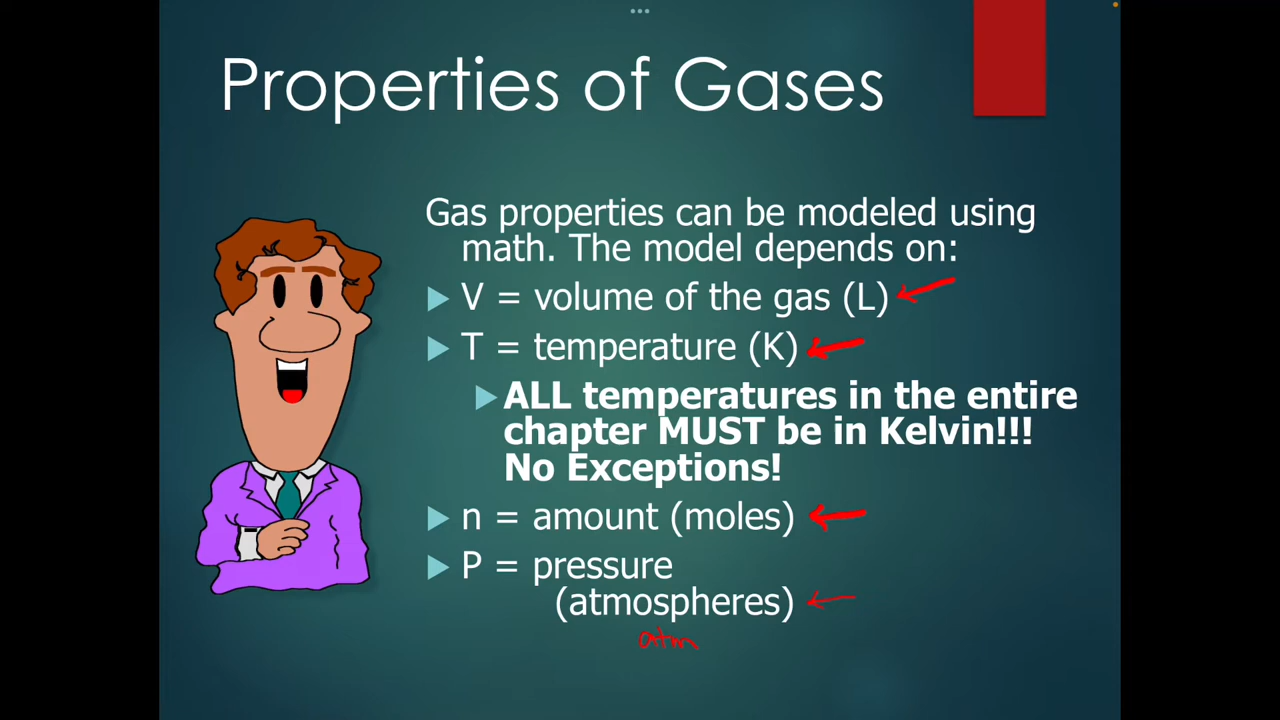 Properties of Gases
Gas properties can be modeled using
math. The model depends on:
V = volume of the gas (L)
T = temperature (K)
ALL temperatures in the entire
chapter MUST be in Kelvin!!!
No Exceptions!
n = amount (moles)
P = pressure
(atmospheres)
atm